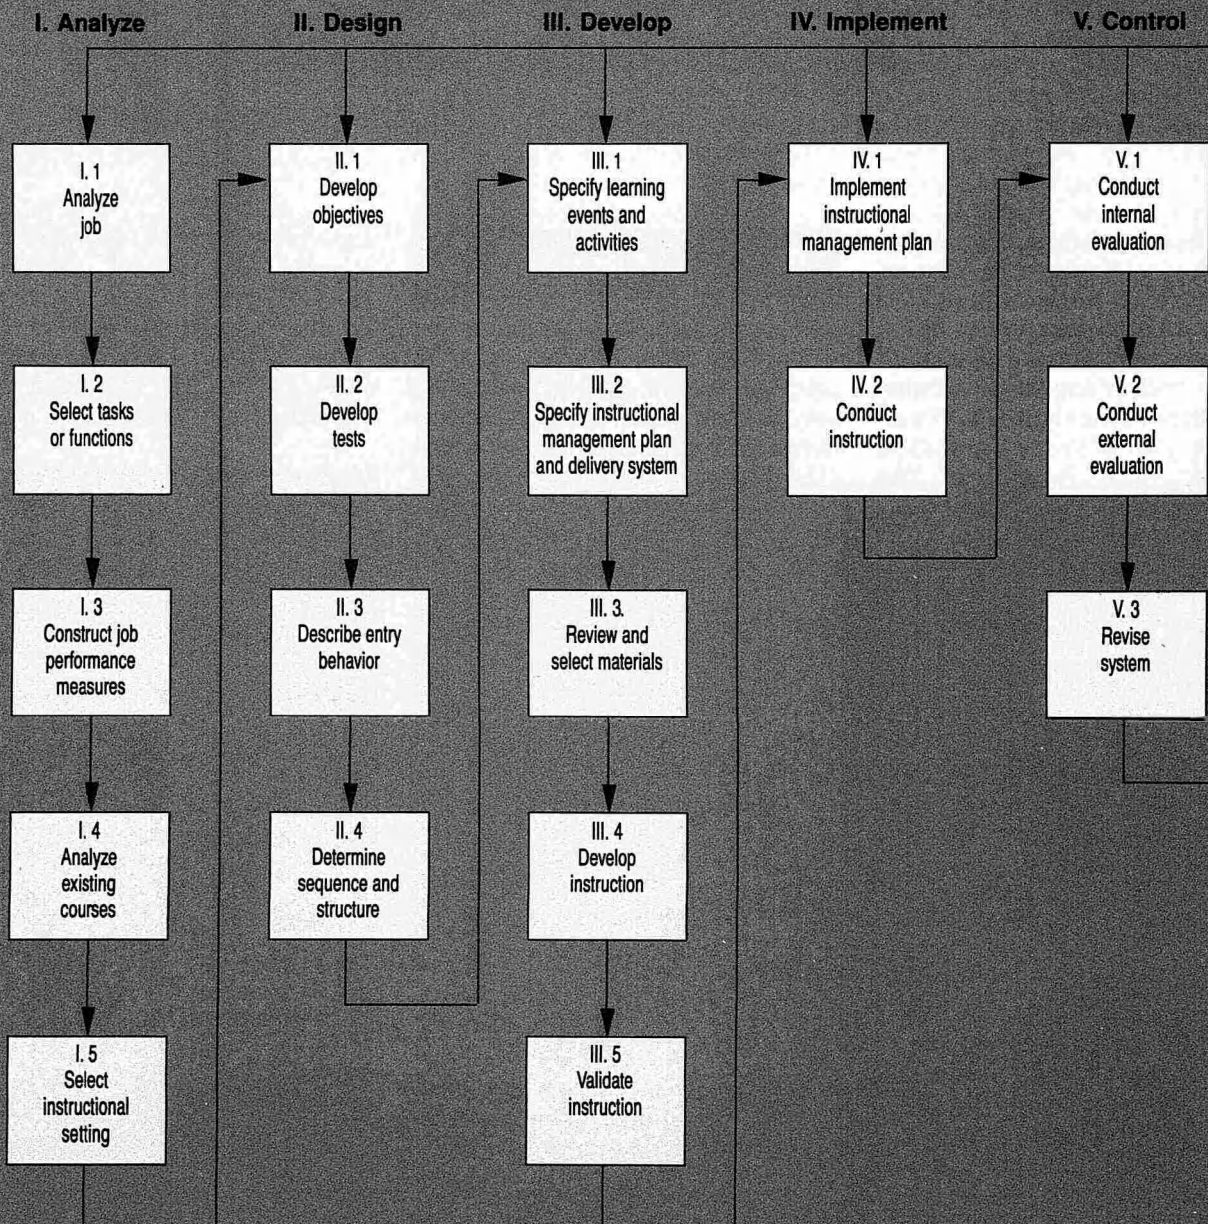 I. Analyze
II. Design
III. Develop
IV. Implement
V. Control
I. 1
Analyze
job
I. 2
Select tasks
or functions
I. 3
Construct job
performance
measures
I. 4
Analyze
existing
courses
I. 5
Select
instructional
setting
II. 1
Develop
objectives
II. 2
Develop
tests
II. 3
Describe entry
behavior
II. 4
Determine
sequence and
structure
III. 1
Specify learning
events and
activities
III. 2
Specify instructional
management plan
and delivery system
III. 3.
Review and
select materials
III. 4
Develop
instruction
III. 5
Validate
instruction
IV. 1
Implement
instructional
management plan
IV. 2
Conduct
instruction
V. 1
Conduct
internal
evaluation
V. 2
Conduct
external
evaluation
V. 3
Revise
system